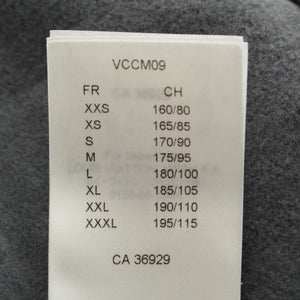 VCCM09
FR CH
XXS 160/80
XS 165/85
S 170/90
M 175/95
L 180/100
XL 185/105
XXL 190/110
XXXL 195/115
CA 36929